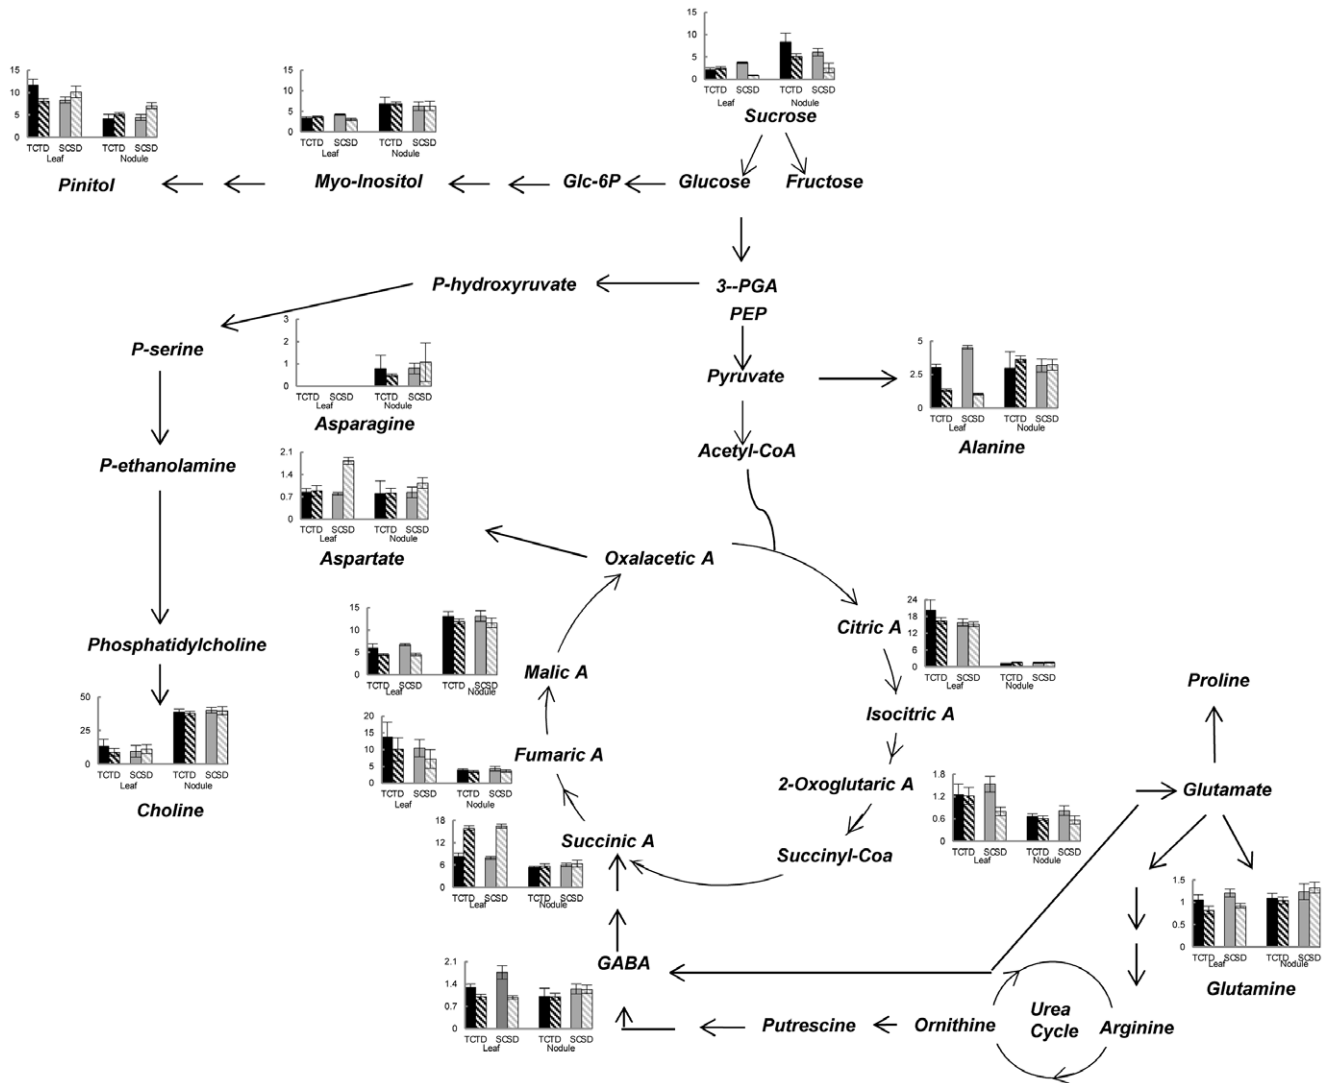 15
10
5
0
TCTD SCSD TCTD SCSD
Leaf Nodule
Sucrose
15
10
5
0
TCTD SCSD TCTD SCSD
Leaf Nodule
Pinitol
15
10
5
0
TCTD SCSD TCTD SCSD
Leaf Nodule
Myo-Inositol
Glc-6P
Glucose
Fructose
P-hydroxyruvate
3--PGA
PEP
P-serine
3
2
1
0
TCTD SCSD TCTD SCSD
Leaf Nodule
Asparagine
Pyruvate
5
2.5
0
TCTD SCSD TCTD SCSD
Leaf Nodule
Alanine
Acetyl-CoA
P-ethanolamine
2.1
1.4
0.7
0
TCTD SCSD TCTD SCSD
Leaf Nodule
Aspartate
Oxalacetic A
Phosphatidylcholine
15
10
5
0
TCTD SCSD TCTD SCSD
Leaf Nodule
Malic A
Citric A
24
18
12
6
0
TCTD SCSD TCTD SCSD
Leaf Nodule
Isocitric A
Proline
50
25
0
TCTD SCSD TCTD SCSD
Leaf Nodule
Choline
20
15
10
5
0
TCTD SCSD TCTD SCSD
Leaf Nodule
Fumaric A
2-Oxoglutaric A
1.8
1.2
0.6
0
TCTD SCSD TCTD SCSD
Leaf Nodule
Glutamate
18
12
6
0
TCTD SCSD TCTD SCSD
Leaf Nodule
Succinic A
Succinyl-Coa
1.5
1
0.5
0
TCTD SCSD TCTD SCSD
Leaf Nodule
Glutamine
2.1
1.4
0.7
0
TCTD SCSD TCTD SCSD
Leaf Nodule
GABA
Putrescine
Ornithine
Urea
Cycle
Arginine